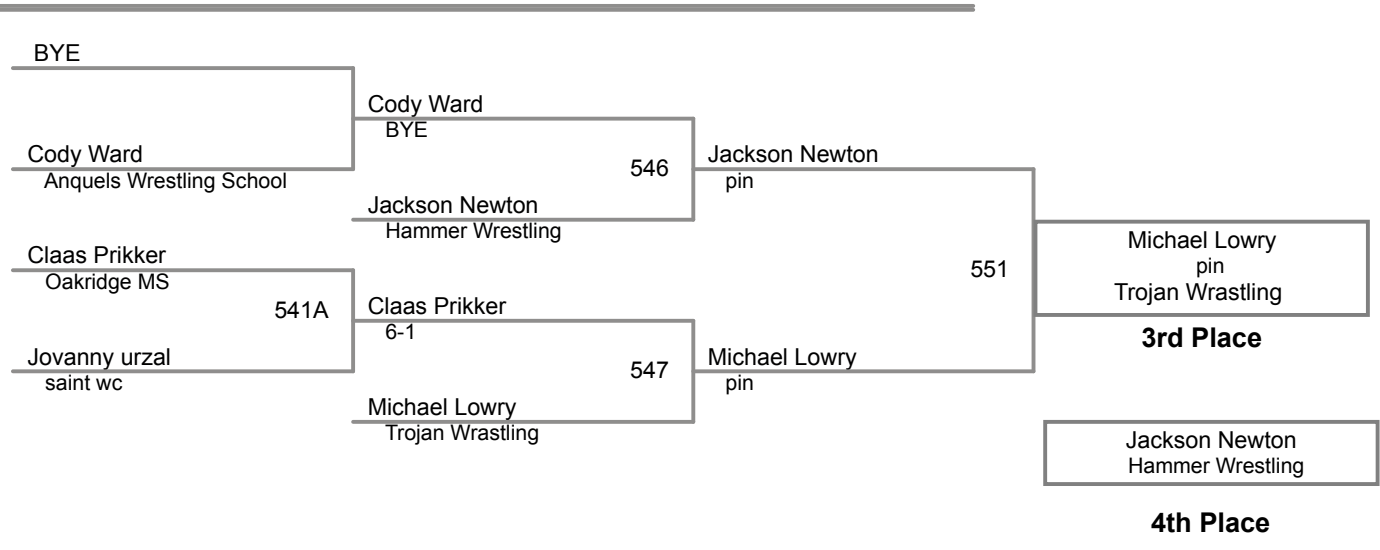 BYE
Cody Ward
BYE
Cody Ward
Anquels Wrestling School
546
Jackson Newton
pin
Jackson Newton
Hammer Wrestling
Claas Prikker
Oakridge MS
541A
Claas Prikker
6-1
Jovanny urzal
saint wc
547
Michael Lowry
pin
Michael Lowry
Trojan Wrastling
551
Michael Lowry
pin
Trojan Wrastling
3rd Place
Jackson Newton
Hammer Wrestling
4th Place